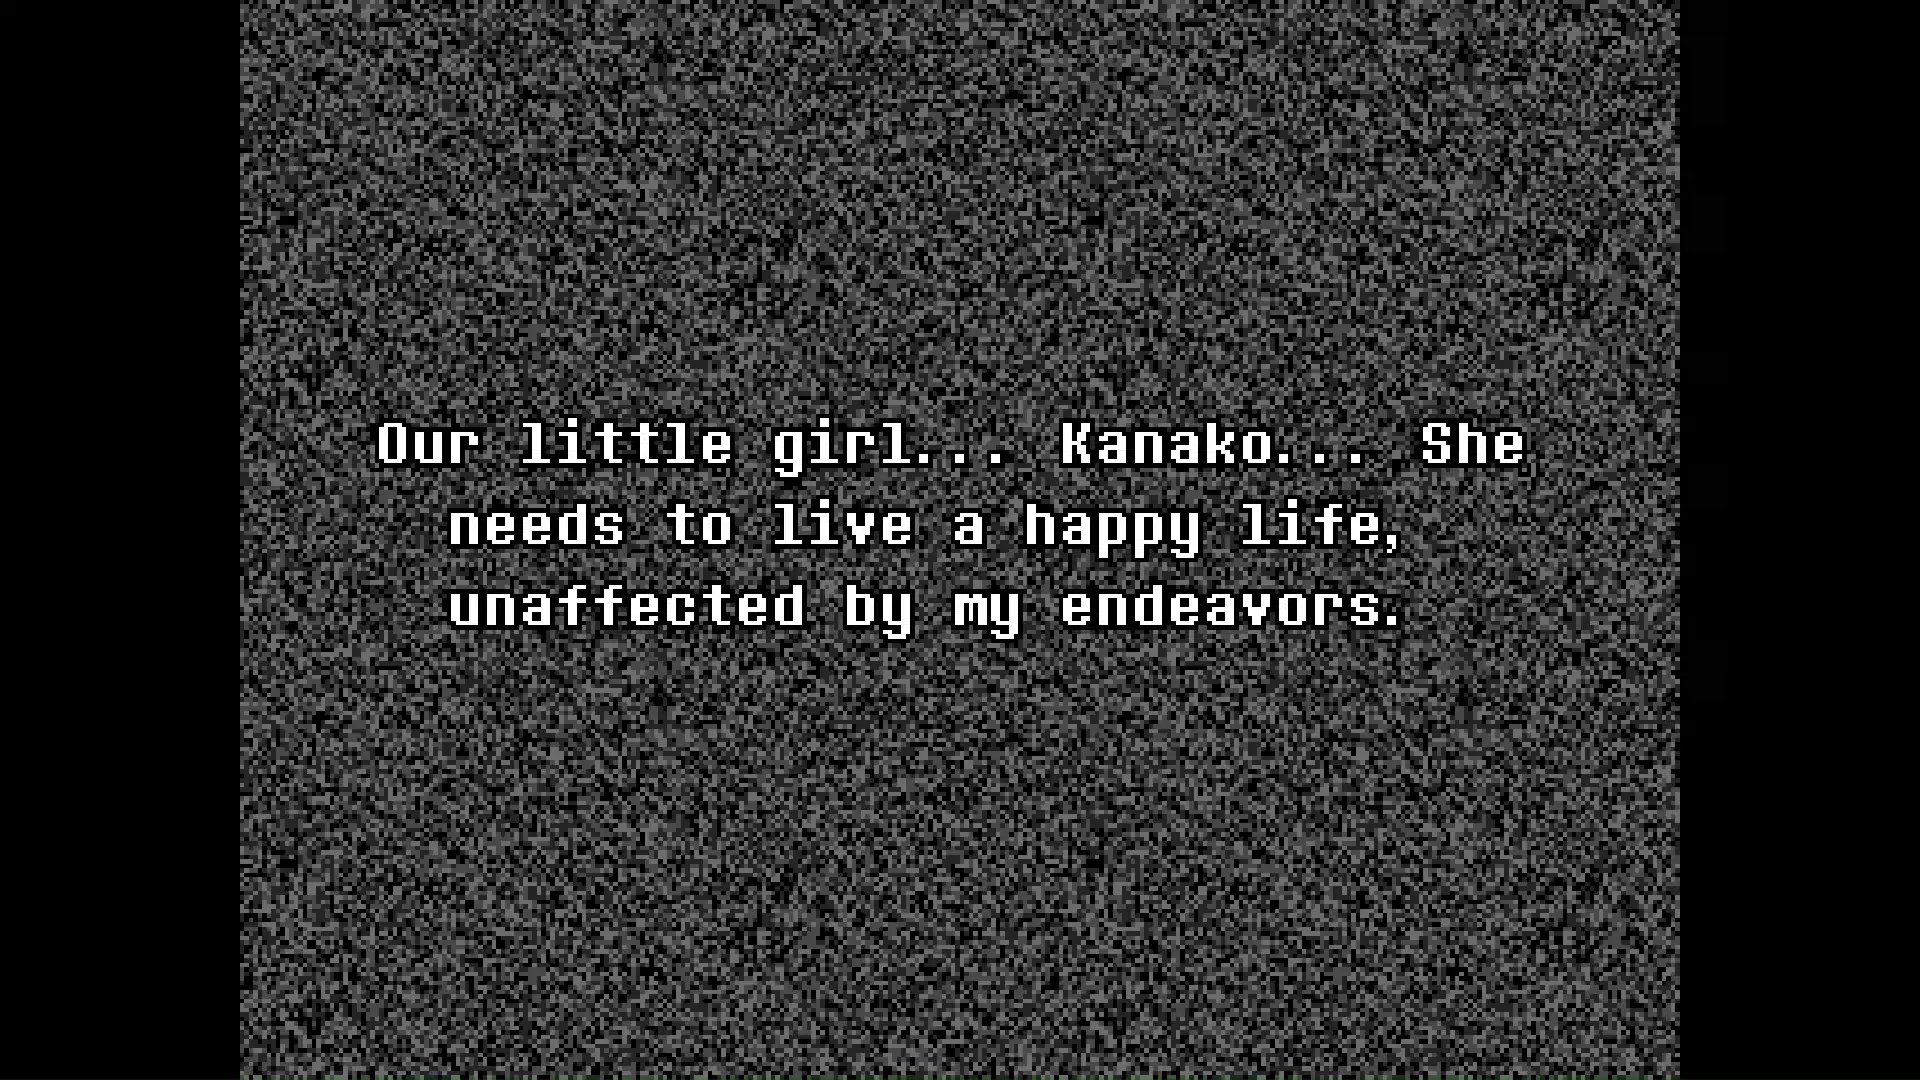 Our little girl... Kanako... She
needs to live a happy life,
unaffected by my endeavors.